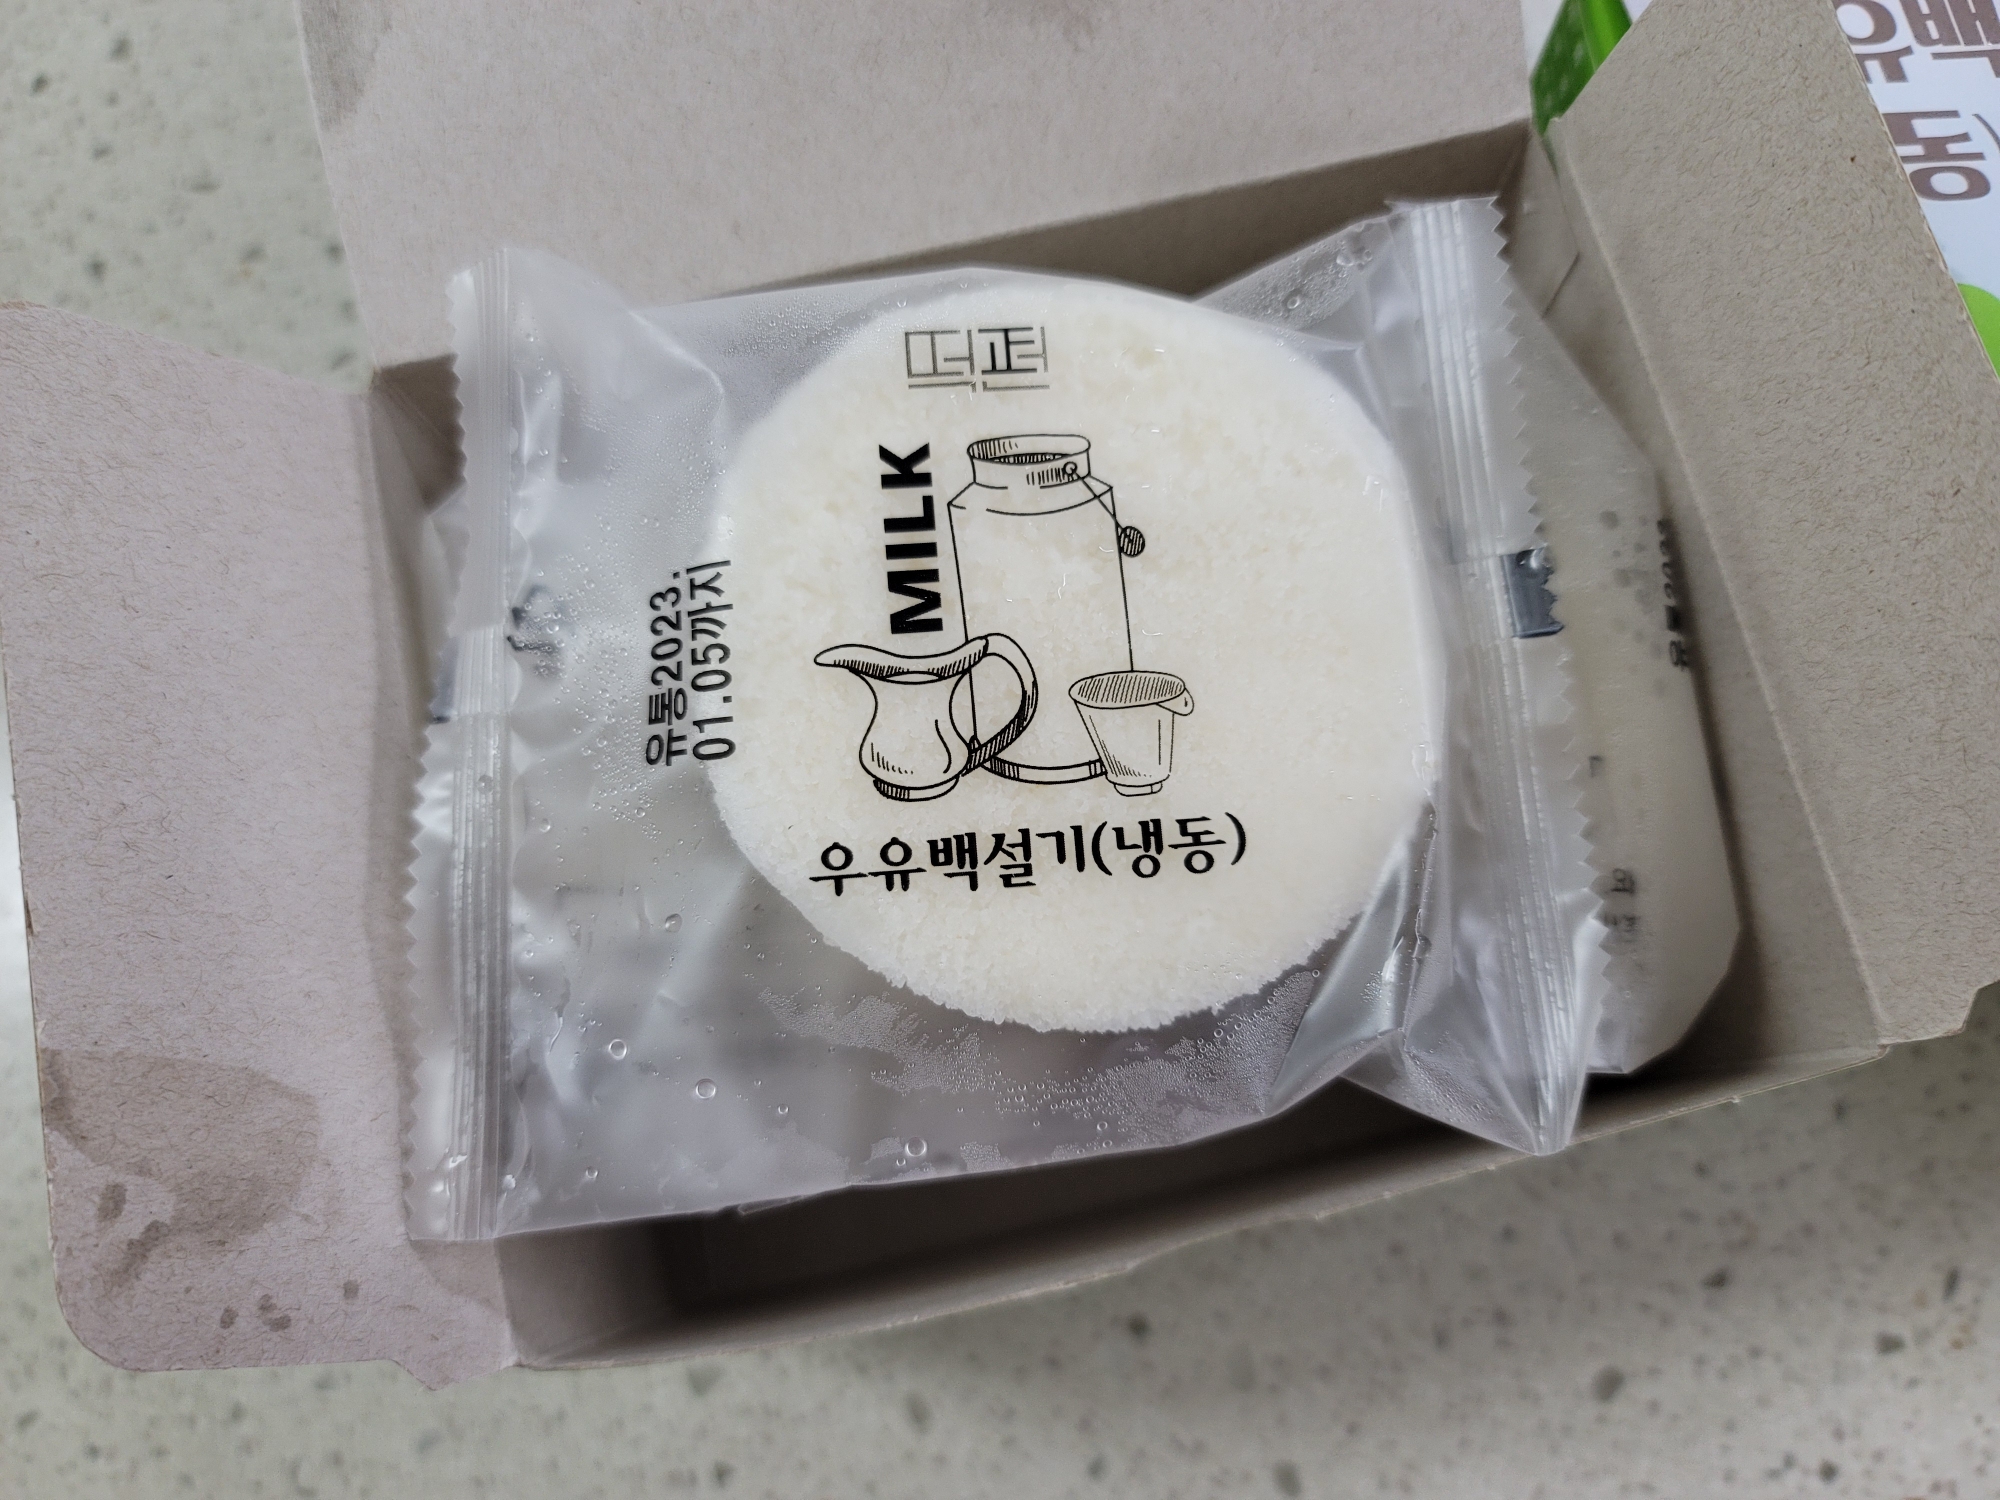 떡편
MILK
유통2023.
01.05까지
우유백설기(냉동)